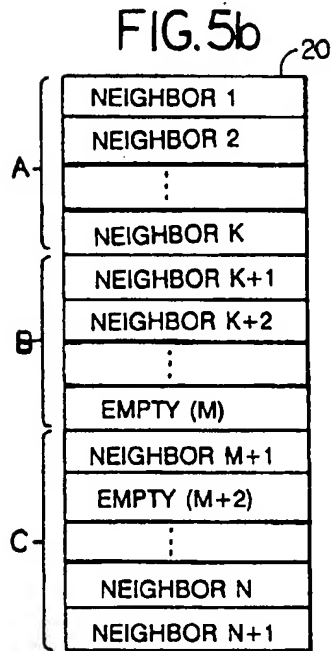 FIG. 5b
20
NEIGHBOR 1
NEIGHBOR 2
⋮
NEIGHBOR K
A
NEIGHBOR K+1
NEIGHBOR K+2
⋮
EMPTY (M)
B
NEIGHBOR M+1
EMPTY (M+2)
⋮
NEIGHBOR N
NEIGHBOR N+1
C